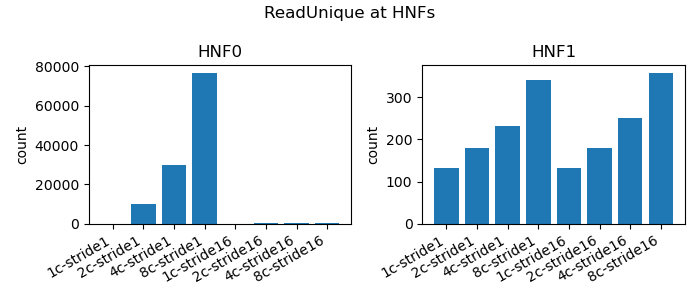 ReadUnique at HNFs
HNF0
count
80000
60000
40000
20000
0
1c-stride1
2c-stride1
4c-stride1
8c-stride1
1c-stride16
2c-stride16
4c-stride16
8c-stride16
HNF1
count
300
200
100
0
1c-stride1
2c-stride1
4c-stride1
8c-stride1
1c-stride16
2c-stride16
4c-stride16
8c-stride16